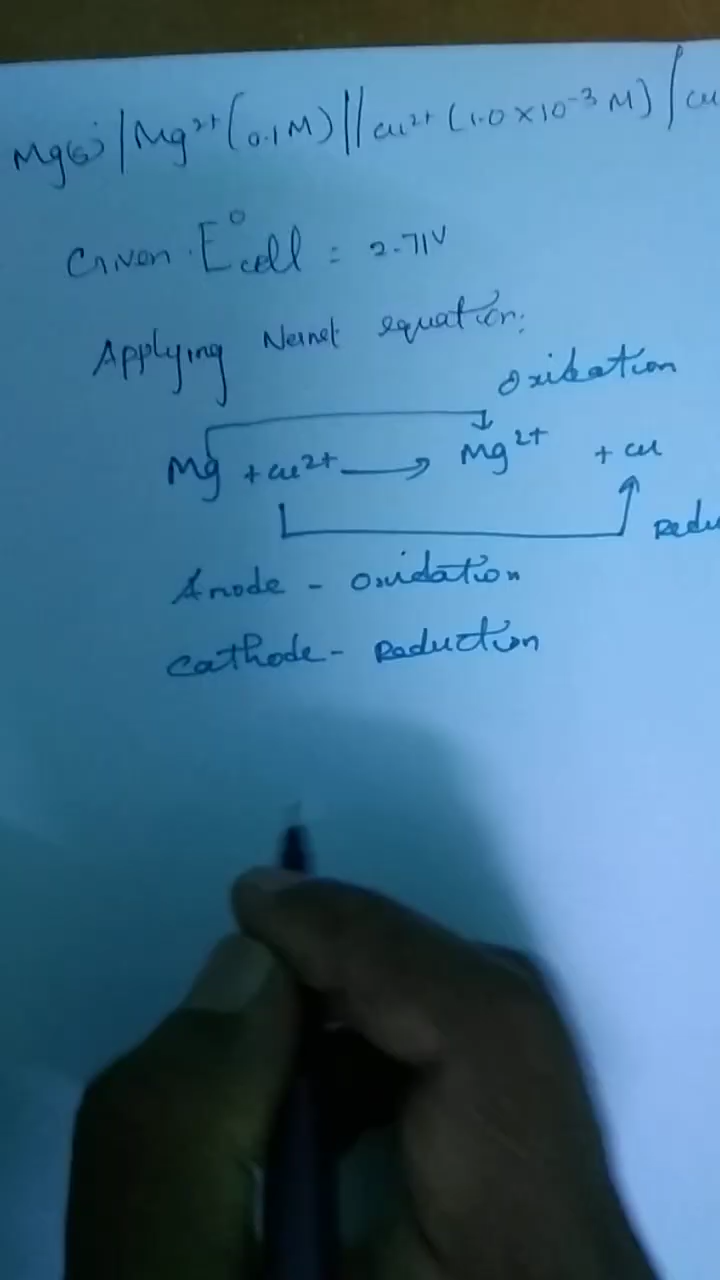 Mg(s) | Mg²⁺ (0.1M) || Cu²⁺ (1.0 × 10⁻³ M) | Cu
Given. E°cell = 2.71V
Applying Nernst equation:
Oxidation
Mg + Cu²⁺ → Mg²⁺ + Cu
Redu
Anode - Oxidation
Cathode - Reduction